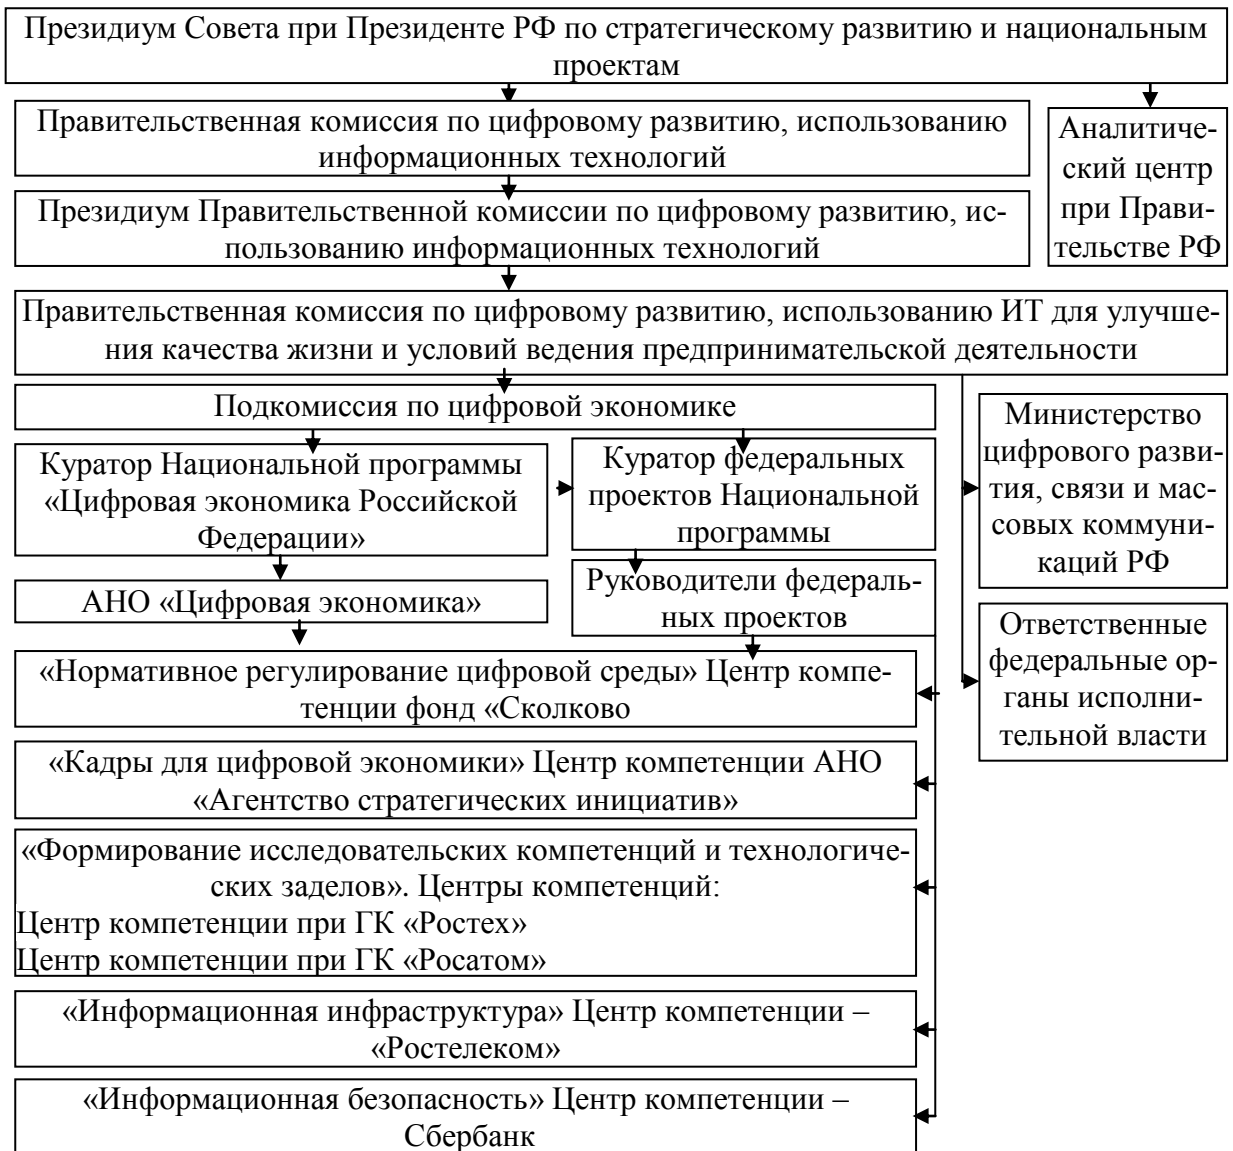 Президиум Совета при Президенте РФ по стратегическому развитию и национальным
проектам
Правительственная комиссия по цифровому развитию, использованию
информационных технологий
Аналитиче-
ский центр
при Прави-
тельстве РФ
Президиум Правительственной комиссии по цифровому развитию, ис-
пользованию информационных технологий
Правительственная комиссия по цифровому развитию, использованию ИТ для улучше-
ния качества жизни и условий ведения предпринимательской деятельности
Подкомиссия по цифровой экономике
Куратор Национальной программы
«Цифровая экономика Российской
Федерации»
Куратор федеральных
проектов Национальной
программы
Министерство
цифрового разви-
тия, связи и мас-
совых коммуни-
каций РФ
АНО «Цифровая экономика»
Руководители федераль-
ных проектов
Ответственные
федеральные ор-
ганы исполни-
тельной власти
«Нормативное регулирование цифровой среды» Центр компе-
тенции фонд «Сколково
«Кадры для цифровой экономики» Центр компетенции АНО
«Агентство стратегических инициатив»
«Формирование исследовательских компетенций и технологиче-
ских заделов». Центры компетенций:
Центр компетенции при ГК «Ростех»
Центр компетенции при ГК «Росатом»
«Информационная инфраструктура» Центр компетенции –
«Ростелеком»
«Информационная безопасность» Центр компетенции –
Сбербанк